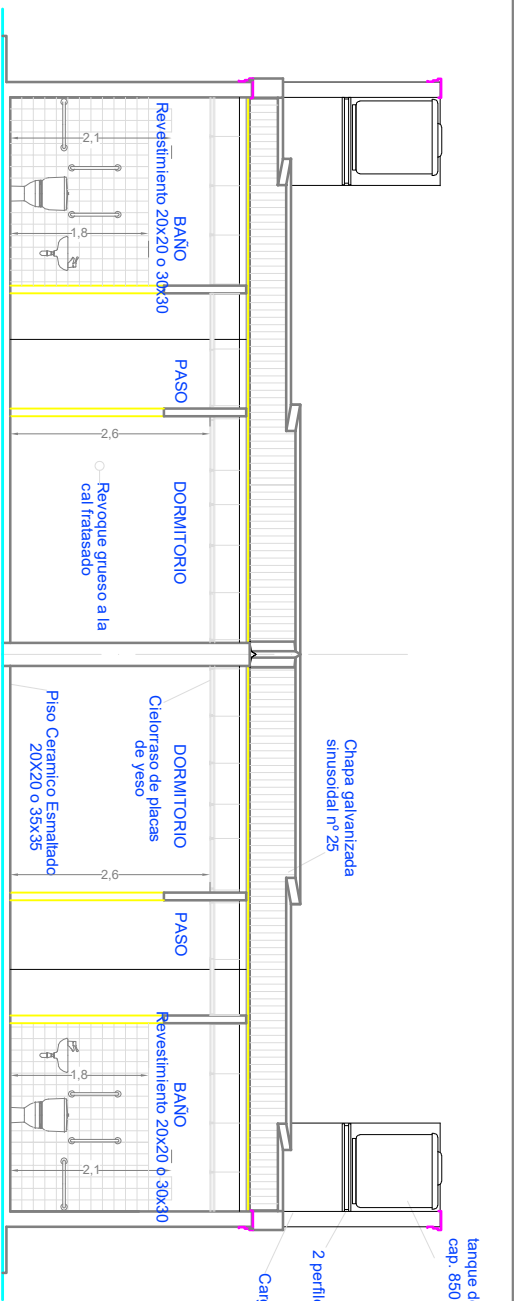 tanque d
cap. 850
2 perfile
Carg
Chapa galvanizada
sinusoidal nº 25
BAÑO
Revestimiento 20x20 o 30x30
2,1
1,8
PASO
2,6
DORMITORIO
Revoque grueso a la
cal fratasado
DORMITORIO
Cielorraso de placas
de yeso
Piso Ceramico Esmaltado
20X20 o 35x35
2,6
PASO
BAÑO
Revestimiento 20x20 o 30x30
1,8
2,1